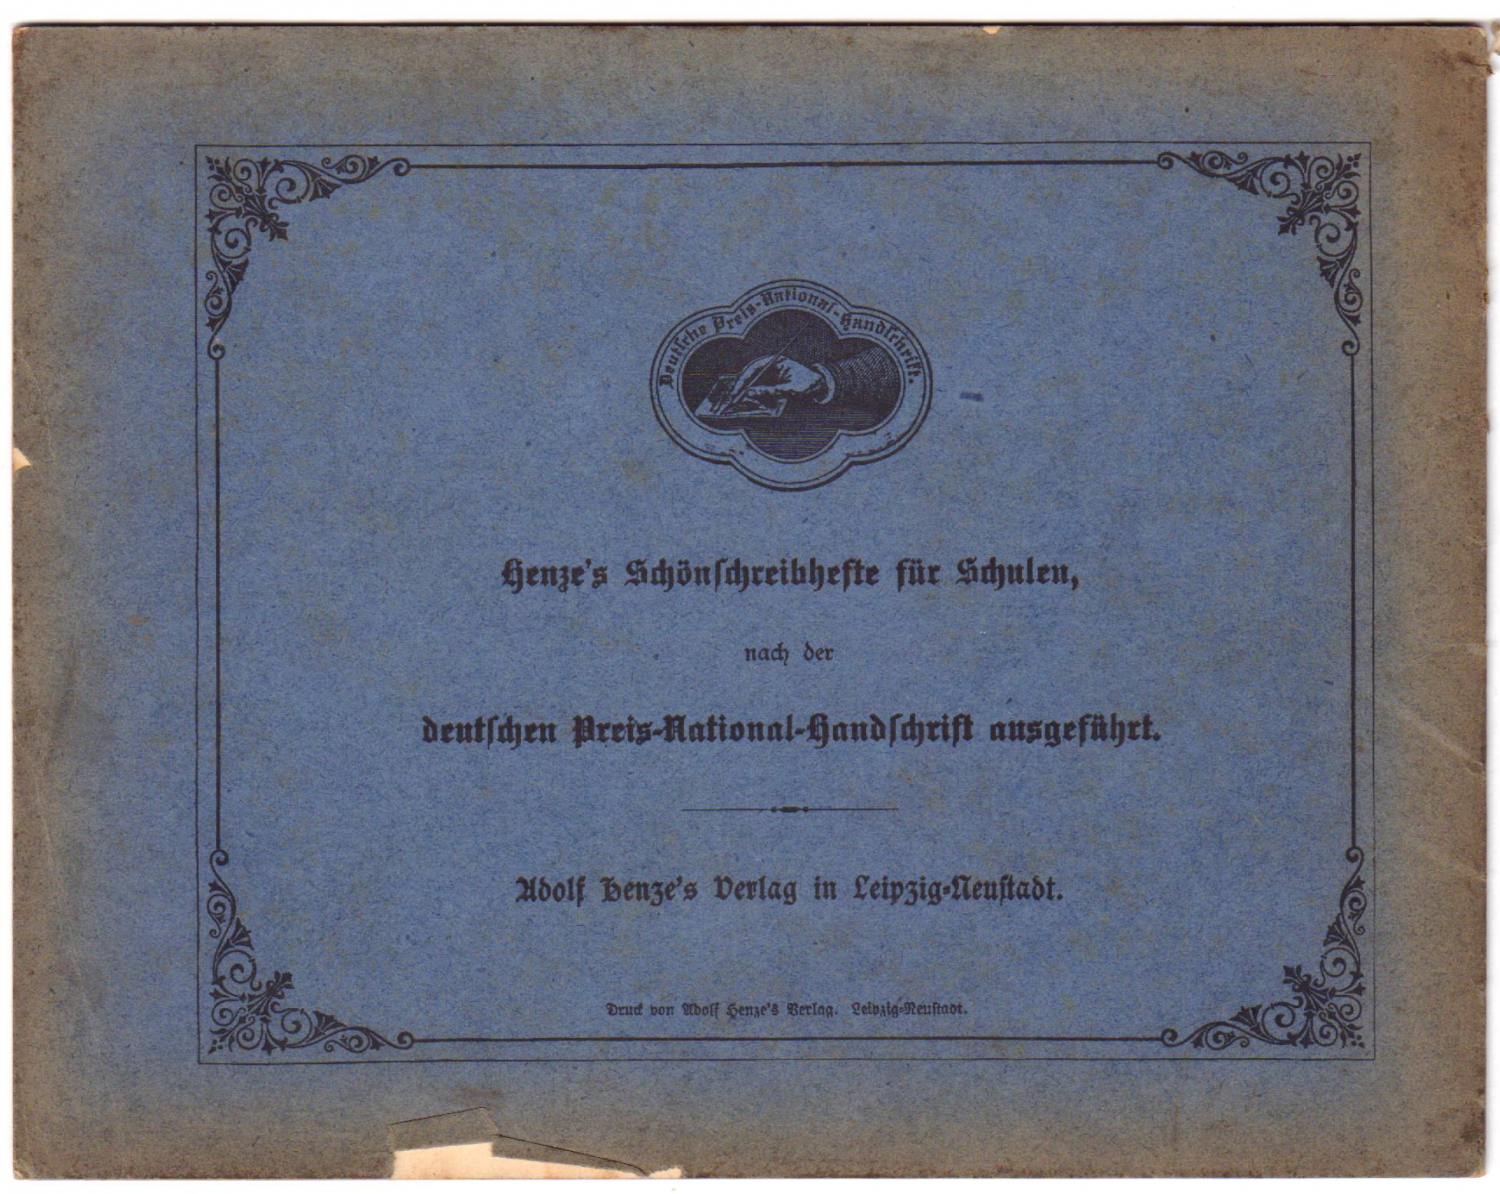 Deutsche Preis-National-Handschrift.
Henze's Schönschreibhefte für Schulen,
nach der
deutschen Preis-National-Handschrift ausgeführt.
Adolf Henze's Verlag in Leipzig-Neustadt.
Druck von Adolf Henze's Verlag. Leipzig-Neustadt.